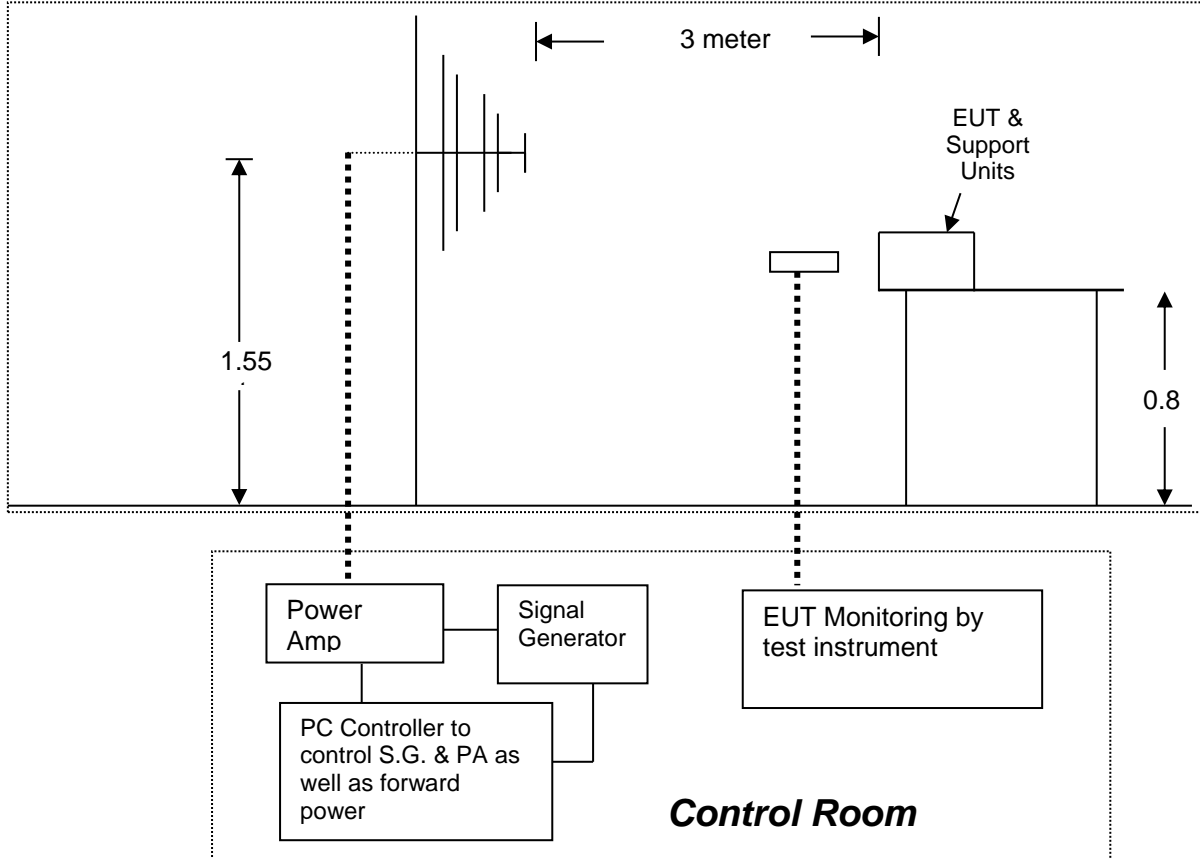 3 meter
EUT &
Support
Units
1.55
0.8
Power
Amp
Signal
Generator
EUT Monitoring by
test instrument
PC Controller to
control S.G. & PA as
well as forward
power
Control Room